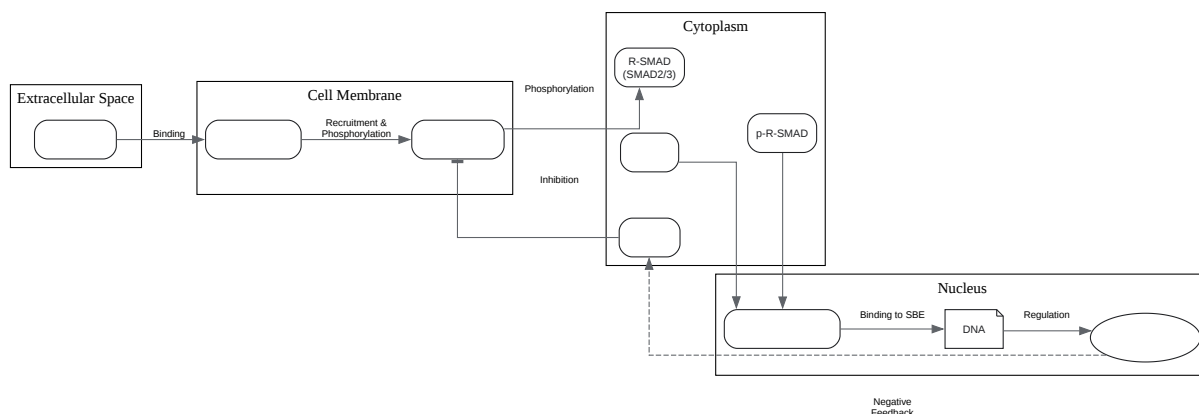 Cytoplasm
R-SMAD
(SMAD2/3)
Phosphorylation
Extracellular Space
Cell Membrane
Recruitment &
Phosphorylation
Binding
p-R-SMAD
Inhibition
Nucleus
Binding to SBE
DNA
Regulation
Negative
Feedback